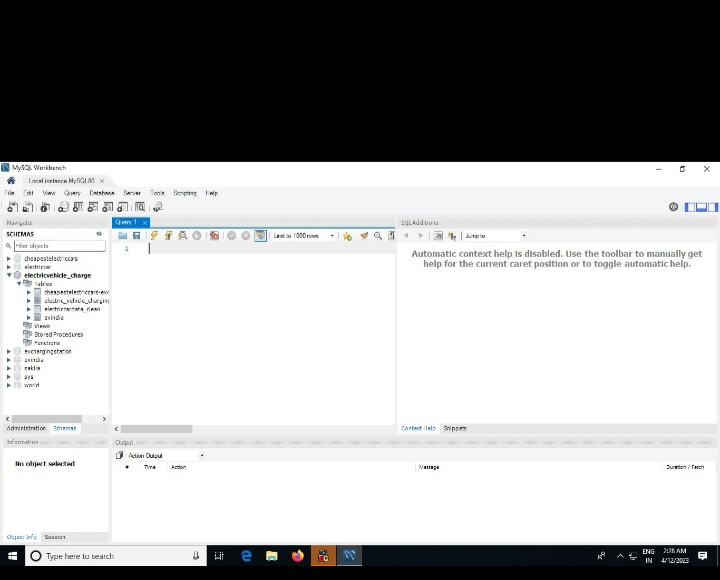 MySQL Workbench
Local instance MySQL80 ×
File Edit View Query Database Server Tools Scripting Help
Navigator
Query 1 ×
SQLAdditions
SCHEMAS
Filter objects
Limit to 1000 rows
Jump to
1
Automatic context help is disabled. Use the toolbar to manually get
help for the current caret position or to toggle automatic help.
cheapestelectriccars
electriccar
electricvehicle_charge
Tables
cheapestelectriccars-evd
electric_vehicle_charging
electriccardata_clean
evindia
Views
Stored Procedures
Functions
evchargingstation
evindia
sakila
sys
world
Administration Schemas
Context Help Snippets
Information
Output
No object selected
Action Output
# Time Action Message Duration / Fetch
Object Info Session
Type here to search
ENG
IN
2:28 AM
4/12/2023